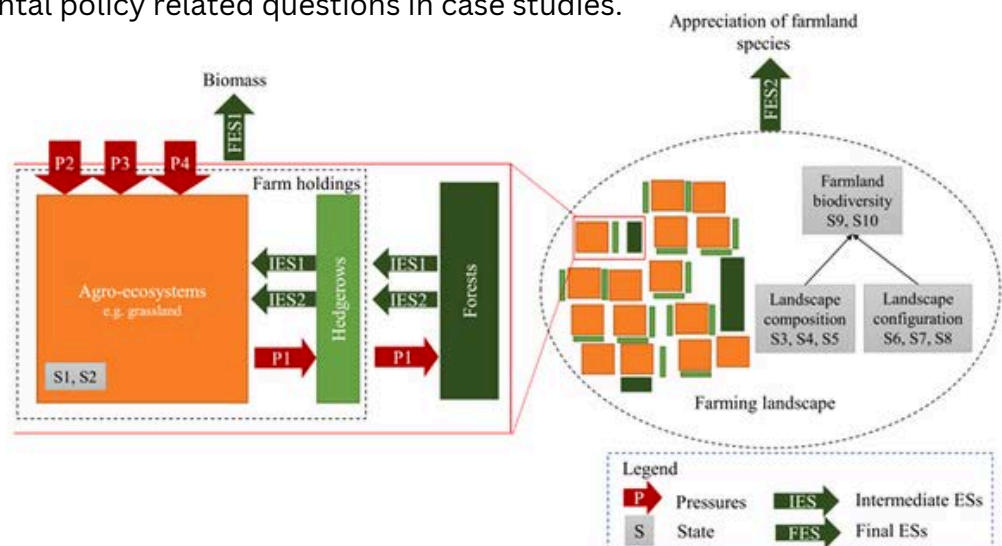 ntal policy related questions in case studies.
Appreciation of farmland
species
FES2
Biomass
FES1
P2
P3
P4
Farm holdings
Agro-ecosystems
e.g. grassland
S1, S2
IES1
IES2
P1
Hedgerows
IES1
IES2
P1
Forests
Farmland
biodiversity
S9, S10
Landscape
composition
S3, S4, S5
Landscape
configuration
S6, S7, S8
Farming landscape
Legend
P Pressures
IES Intermediate ESs
S State
FES Final ESs